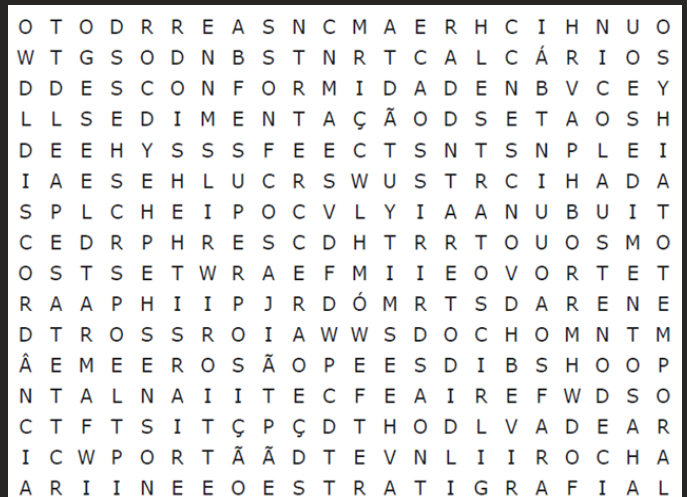 O T O D R R E A S N C M A E R H C I H N U O
W T G S O D N B S T N R T C A L C Á R I O S
D D E S C O N F O R M I D A D E N B V C E Y
L L S E D I M E N T A Ç Ã O D S E T A O S H
D E E H Y S S S F E E C T S N T S N P L E I
I A E S E H L U C R S W U S T R C I H A D A
S P L C H E I P O C V L Y I A A N U B U I T
C E D R P H R E S C D H T R R T O U O S M O
O S T S E T W R A E F M I I E O V O R T E T
R A A P H I I P J R D Ó M R T S D A R E N E
D T R O S S R O I A W W S D O C H O M N T M
Â E M E E R O S Ã O P E E S D I B S H O O P
N T A L N A I I T E C F E A I R E F W D S O
C T F T S I T Ç P Ç D T H O D L V A D E A R
I C W P O R T Ã Ã D T E V N L I I R O C H A
A R I I N E E O E S T R A T I G R A F I A L